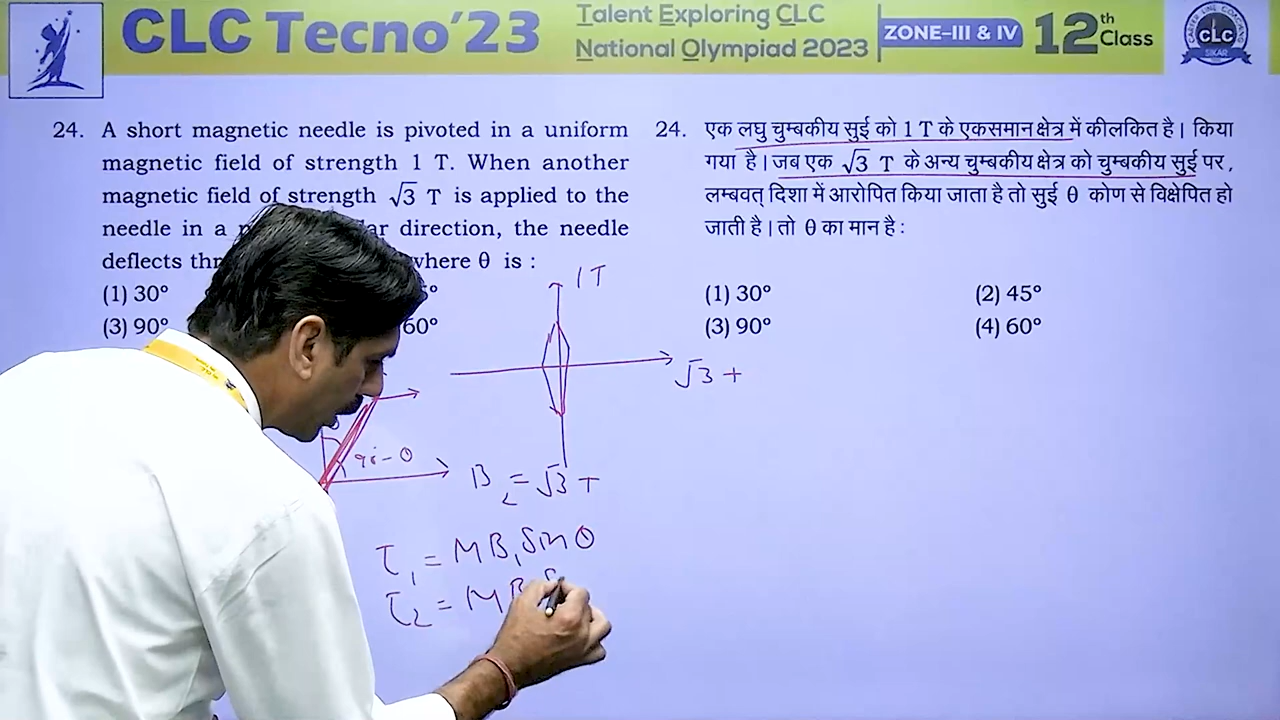 CLC Tecno'23
Talent Exploring CLC
National Olympiad 2023
ZONE-III & IV
12th Class
CLC
SIKAR
24. A short magnetic needle is pivoted in a uniform
magnetic field of strength 1 T. When another
magnetic field of strength √3 T is applied to the
needle in a direction, the needle
deflects where θ is :
(1) 30°
(3) 90° 60°
24. एक लघु चुम्बकीय सुई को 1 T के एकसमान क्षेत्र में कीलकित है। किया
गया है। जब एक √3 T के अन्य चुम्बकीय क्षेत्र को चुम्बकीय सुई पर,
लम्बवत् दिशा में आरोपित किया जाता है तो सुई θ कोण से विक्षेपित हो
जाती है। तो θ का मान है :
(1) 30° (2) 45°
(3) 90° (4) 60°
1T
√3 T
90-θ
B₂ = √3 T
τ₁ = MB₁ sin θ
τ₂ = M